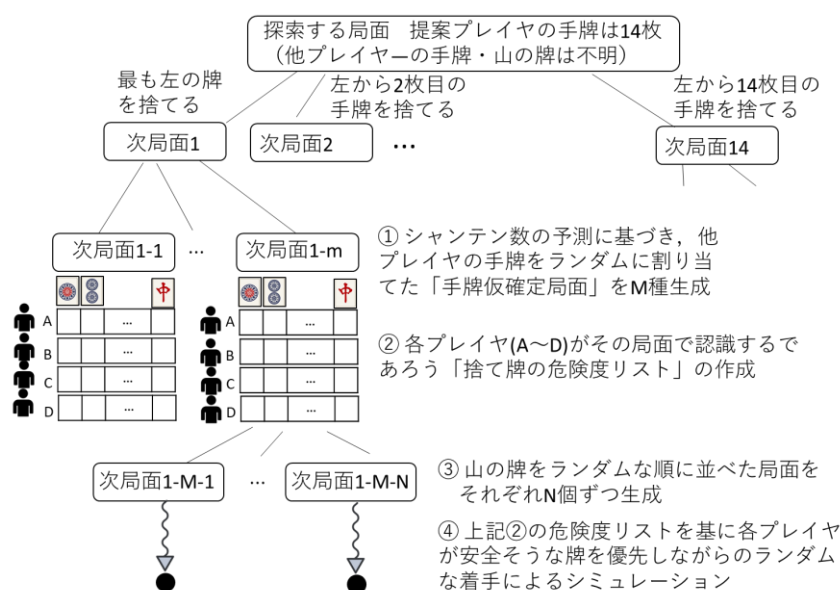 探索する局面　提案プレイヤの手牌は14枚
（他プレイヤーの手牌・山の牌は不明）
最も左の牌
を捨てる
左から2枚目の
手牌を捨てる
左から14枚目の
手牌を捨てる
次局面1
次局面2
…
次局面14
次局面1-1
…
次局面1-m
① シャンテン数の予測に基づき，他
プレイヤの手牌をランダムに割り当
てた「手牌仮確定局面」をM種生成
中
中
A
...
B
...
C
...
D
...
A
...
B
...
C
...
D
...
② 各プレイヤ(A～D)がその局面で認識するで
あろう「捨て牌の危険度リスト」の作成
次局面1-M-1
…
次局面1-M-N
③ 山の牌をランダムな順に並べた局面を
それぞれN個ずつ生成
④ 上記②の危険度リストを基に各プレイヤ
が安全そうな牌を優先しながらのランダム
な着手によるシミュレーション